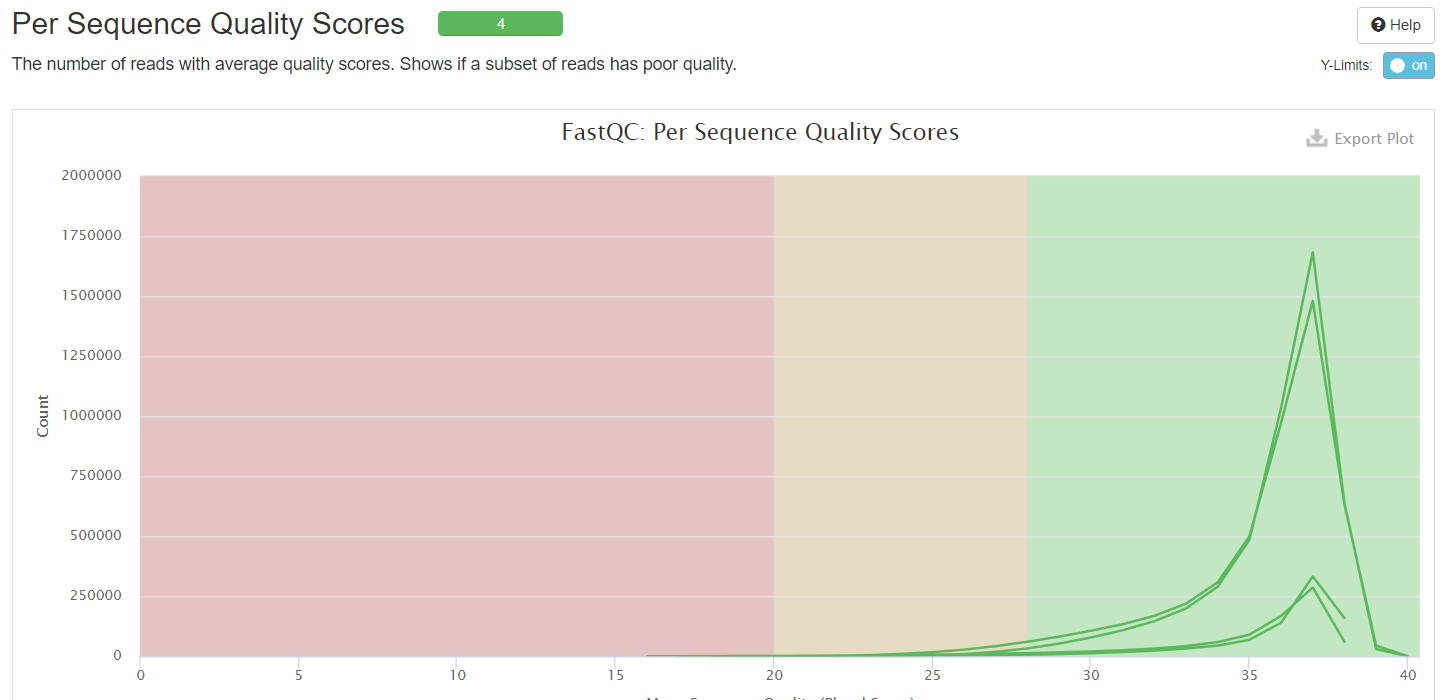 Per Sequence Quality Scores
4
Help
The number of reads with average quality scores. Shows if a subset of reads has poor quality.
Y-Limits:
on
FastQC: Per Sequence Quality Scores
Export Plot
2000000
1750000
1500000
1250000
1000000
750000
500000
250000
0
Count
0 5 10 15 20 25 30 35 40